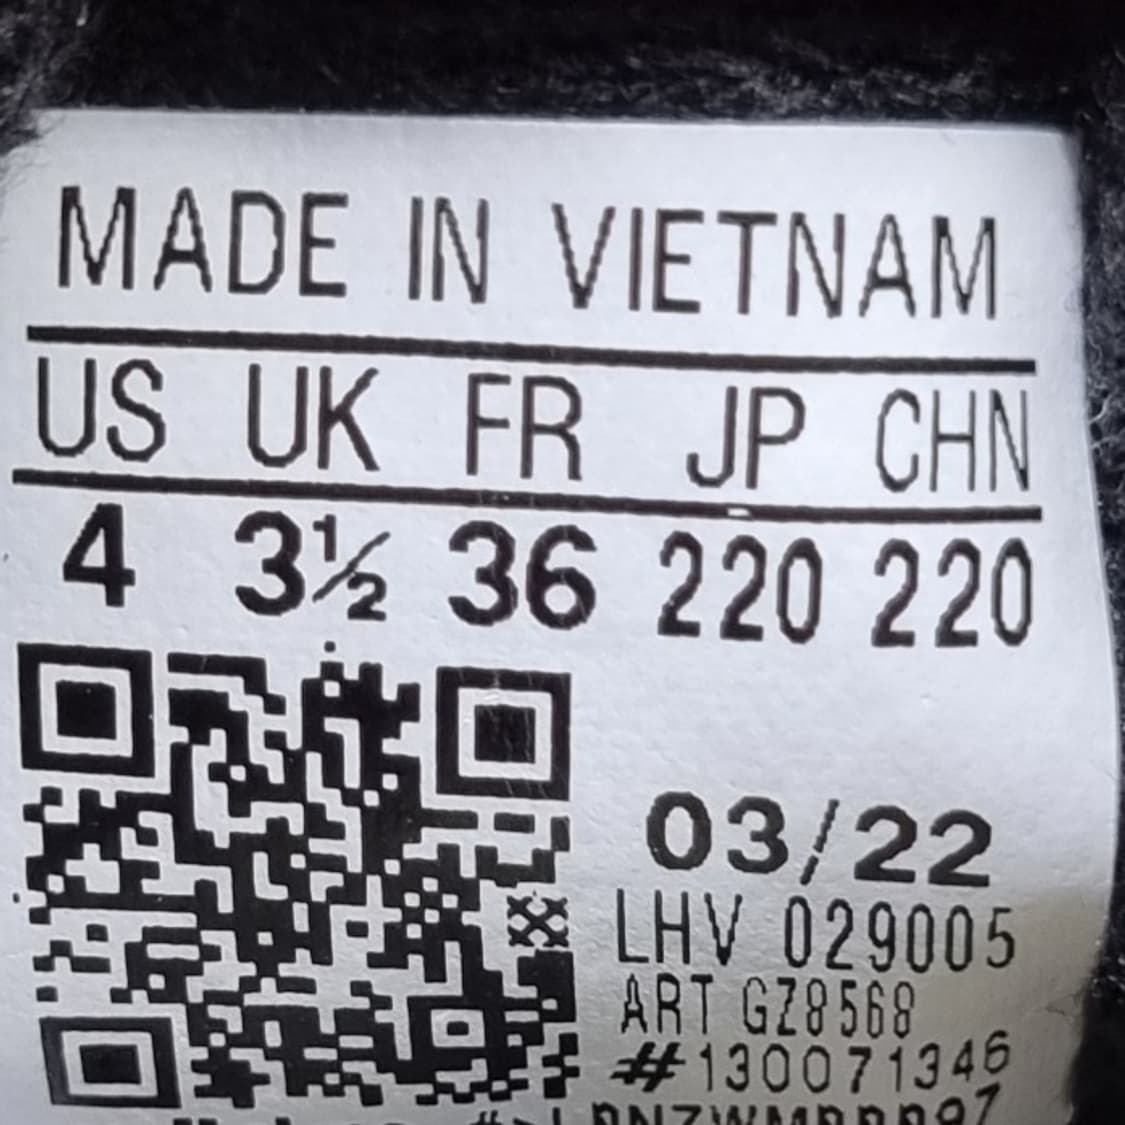 MADE IN VIETNAM
US UK FR JP CHN
4 3½ 36 220 220
03/22
LHV 029005
ART GZ8568
#130071346